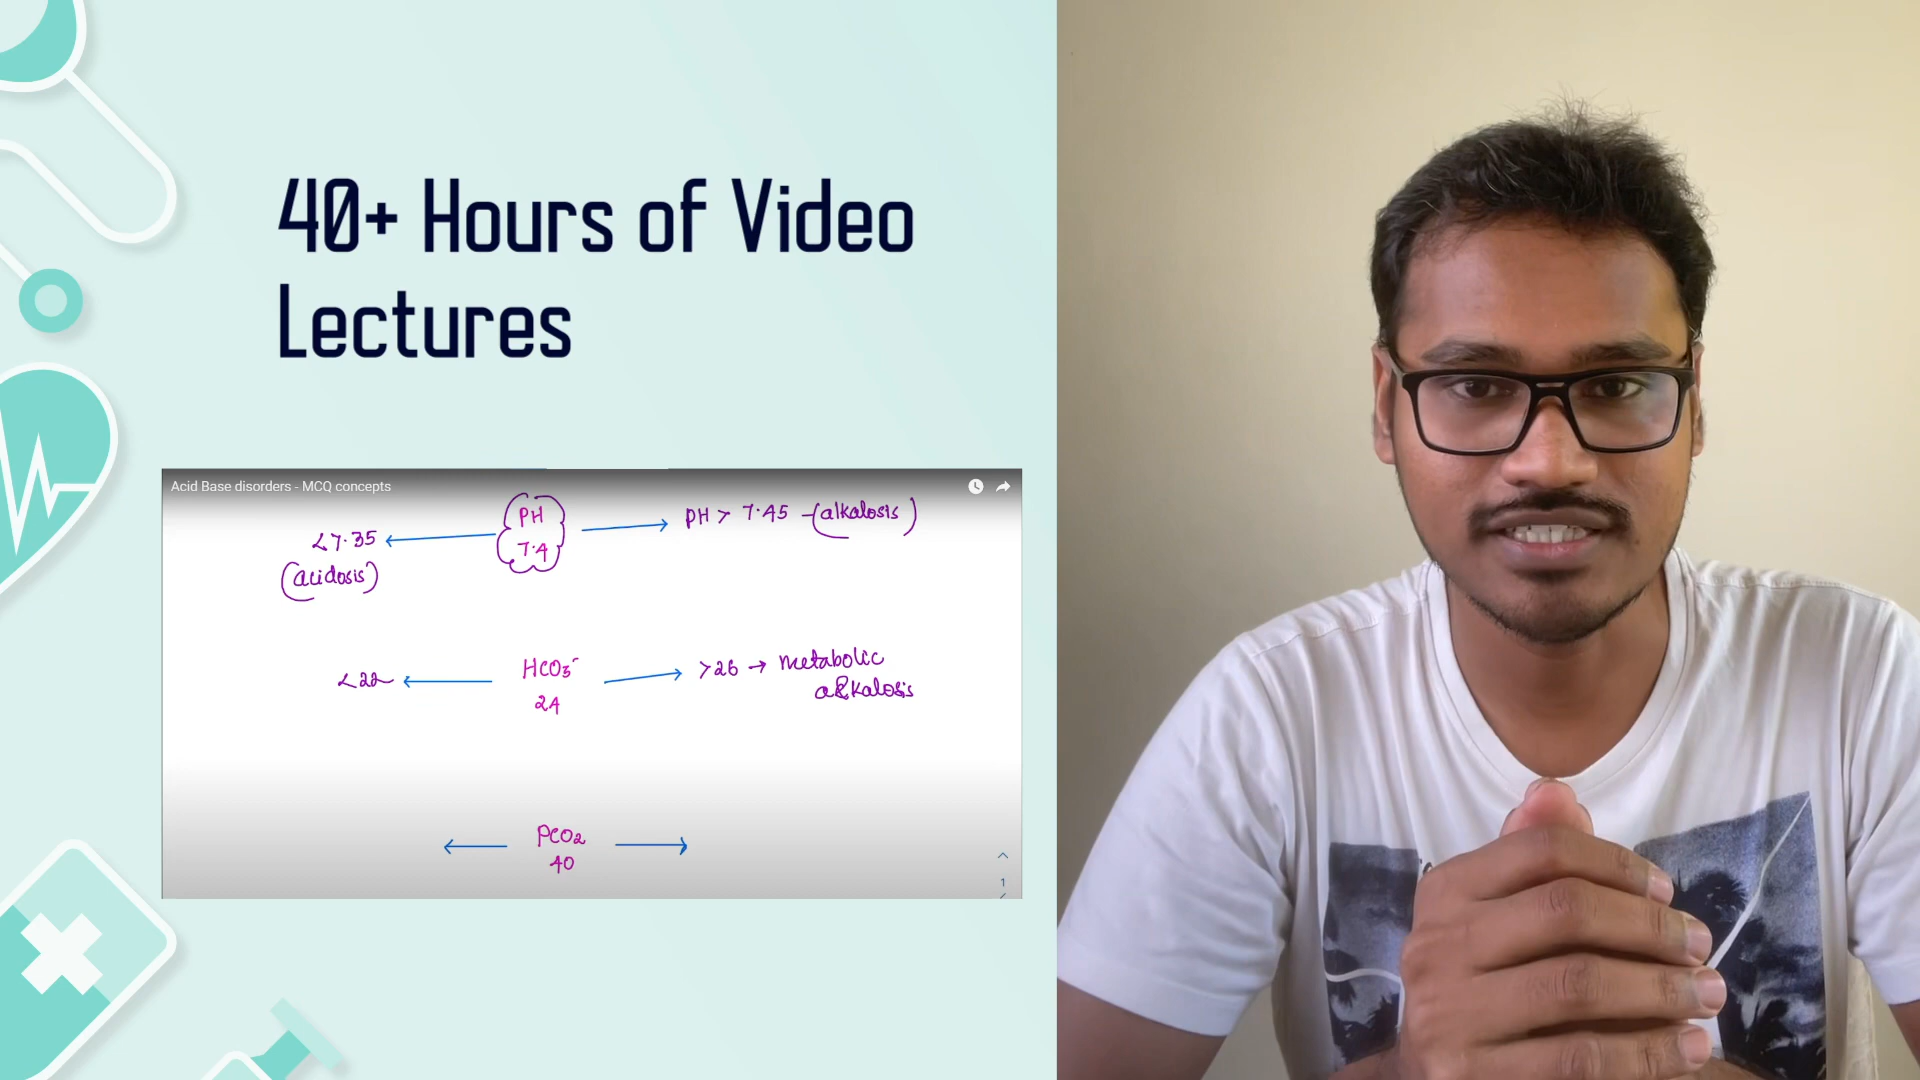 40+ Hours of Video
Lectures
Acid Base disorders - MCQ concepts
PH
7.4
<7.35
(acidosis)
PH > 7.45 - (alkalosis)
HCO3-
24
<22
>26 → metabolic
alkalosis
PCO2
40
1